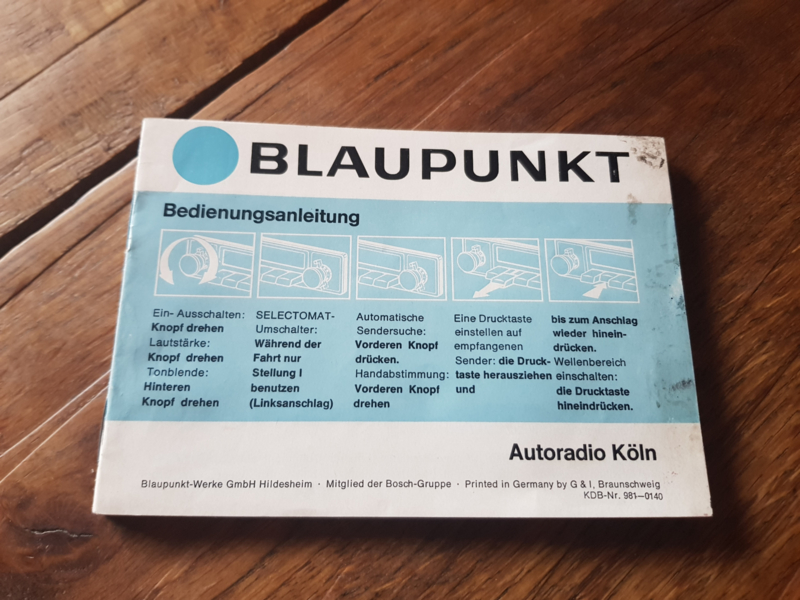 BLAUPUNKT
Bedienungsanleitung
Ein- Ausschalten:
Knopf drehen
Lautstärke:
Knopf drehen
Tonblende:
Hinteren
Knopf drehen
SELECTOMAT-
Umschalter:
Während der
Fahrt nur
Stellung I
benutzen
(Linksanschlag)
Automatische
Sendersuche:
Vorderen Knopf
drücken.
Handabstimmung:
Vorderen Knopf
drehen
Eine Drucktaste
einstellen auf
empfangenen
Sender: die Druck-
taste herausziehen
und
bis zum Anschlag
wieder hinein-
drücken.
Wellenbereich
einschalten:
die Drucktaste
hineindrücken.
Autoradio Köln
Blaupunkt-Werke GmbH Hildesheim · Mitglied der Bosch-Gruppe · Printed in Germany by G & I, Braunschweig
KDB-Nr. 981—0140